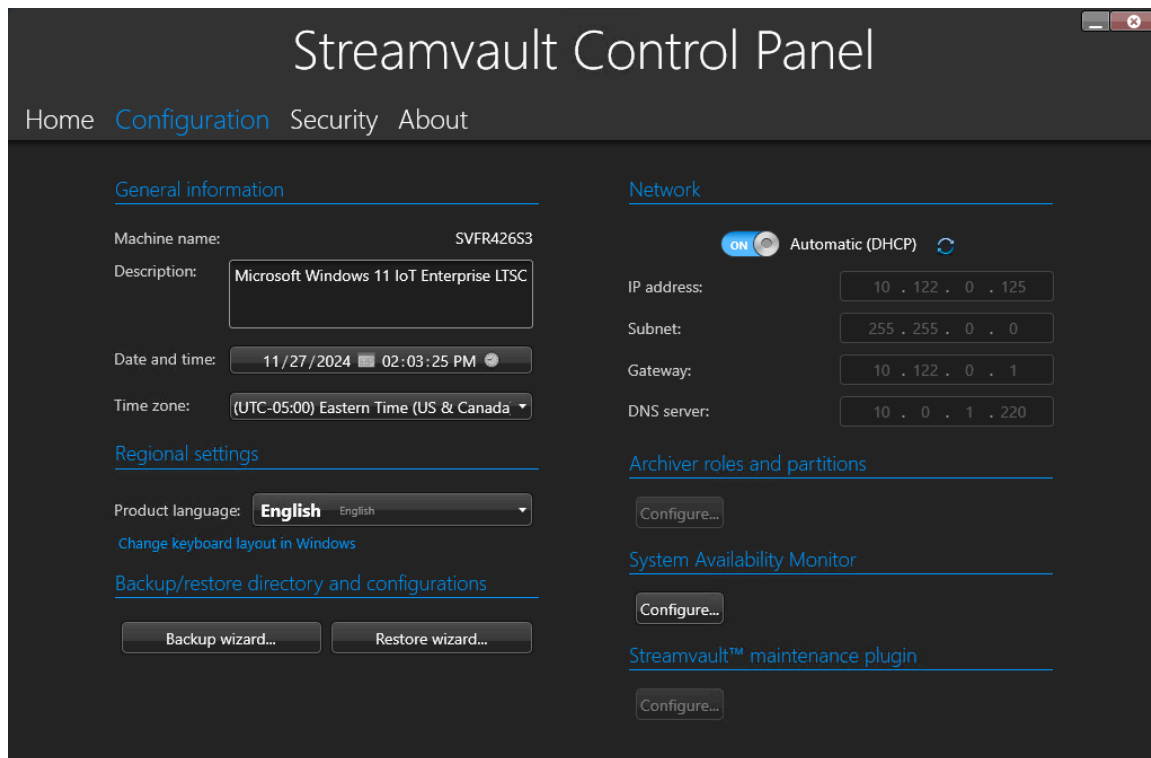 Streamvault Control Panel
Home Configuration Security About
General information
Machine name: SVFR426S3
Description: Microsoft Windows 11 IoT Enterprise LTSC
Date and time: 11/27/2024 02:03:25 PM
Time zone: (UTC-05:00) Eastern Time (US & Canada)
Regional settings
Product language: English English
Change keyboard layout in Windows
Backup/restore directory and configurations
Backup wizard... Restore wizard...
Network
ON Automatic (DHCP)
IP address: 10 . 122 . 0 . 125
Subnet: 255 . 255 . 0 . 0
Gateway: 10 . 122 . 0 . 1
DNS server: 10 . 0 . 1 . 220
Archiver roles and partitions
Configure...
System Availability Monitor
Configure...
Streamvault™ maintenance plugin
Configure...